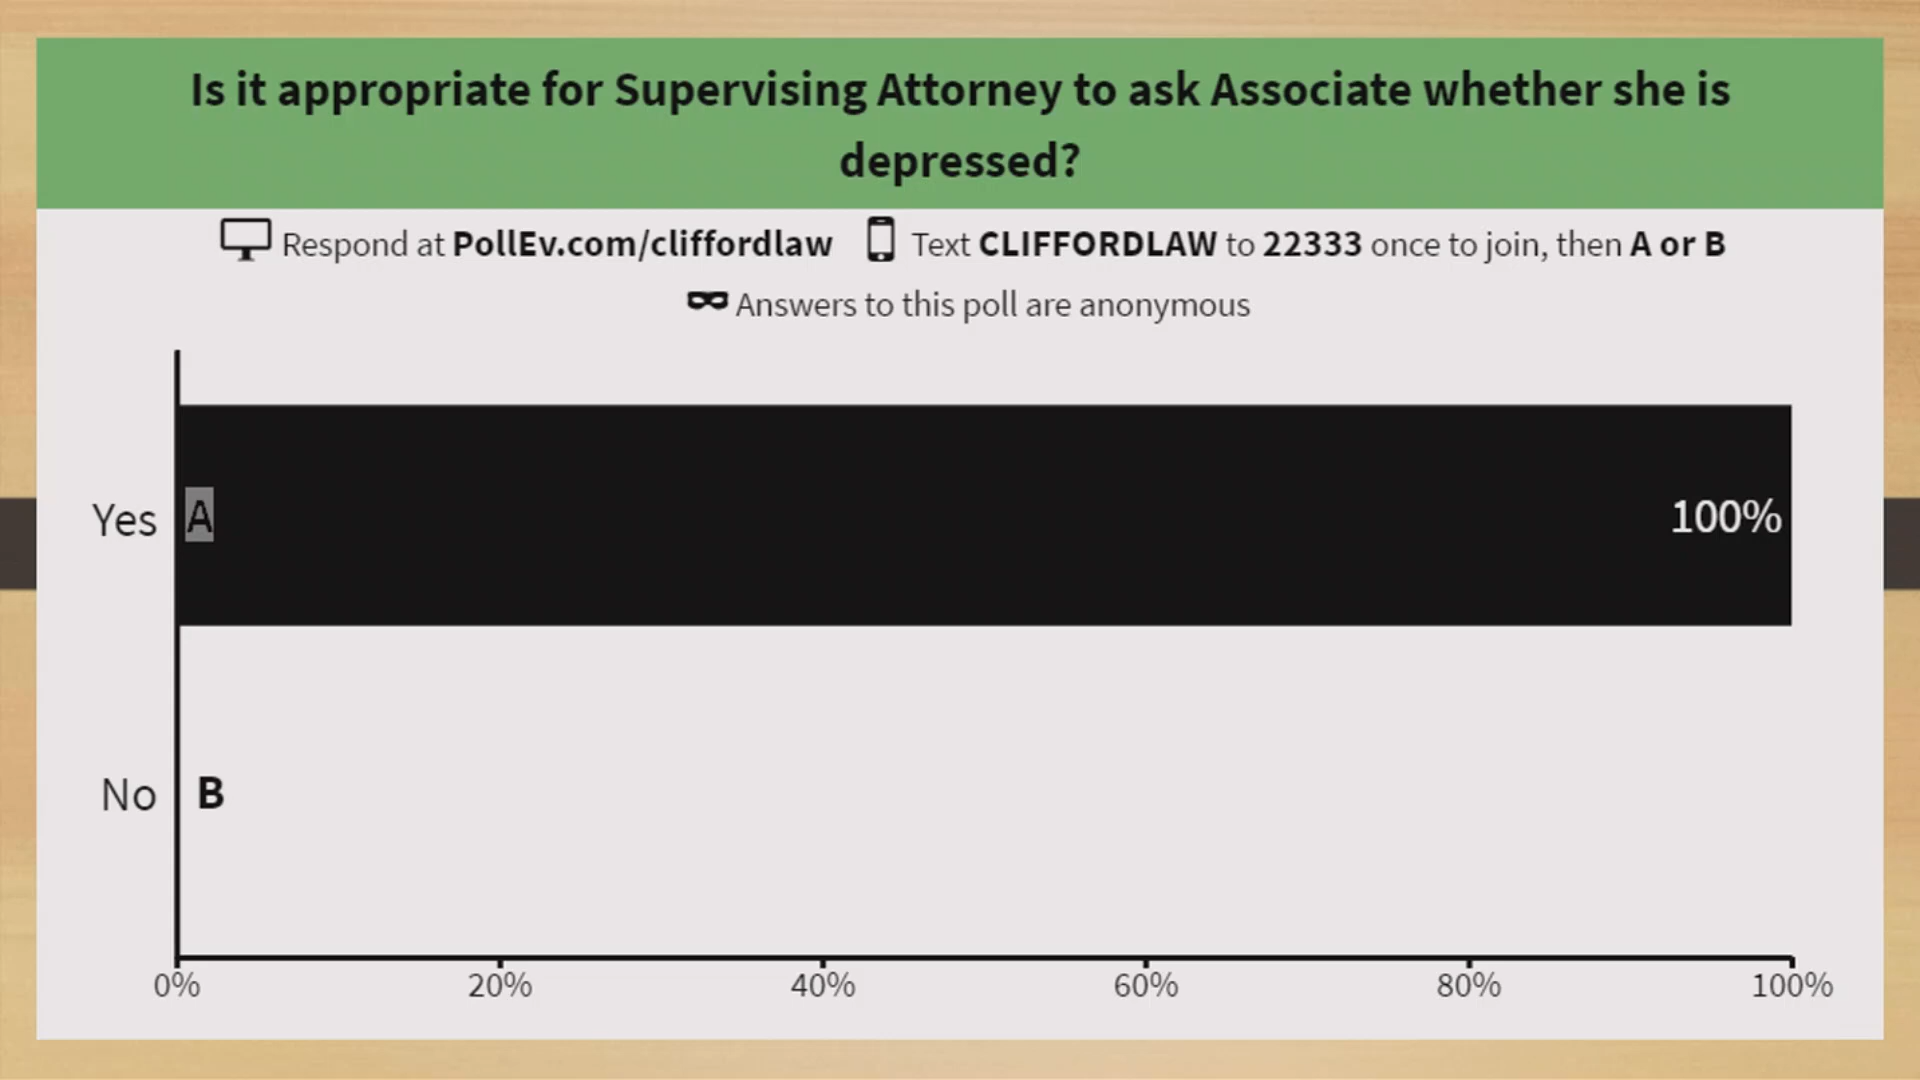 Is it appropriate for Supervising Attorney to ask Associate whether she is
depressed?
Respond at PollEv.com/cliffordlaw Text CLIFFORDLAW to 22333 once to join, then A or B
Answers to this poll are anonymous
Yes A 100%
No B
0% 20% 40% 60% 80% 100%